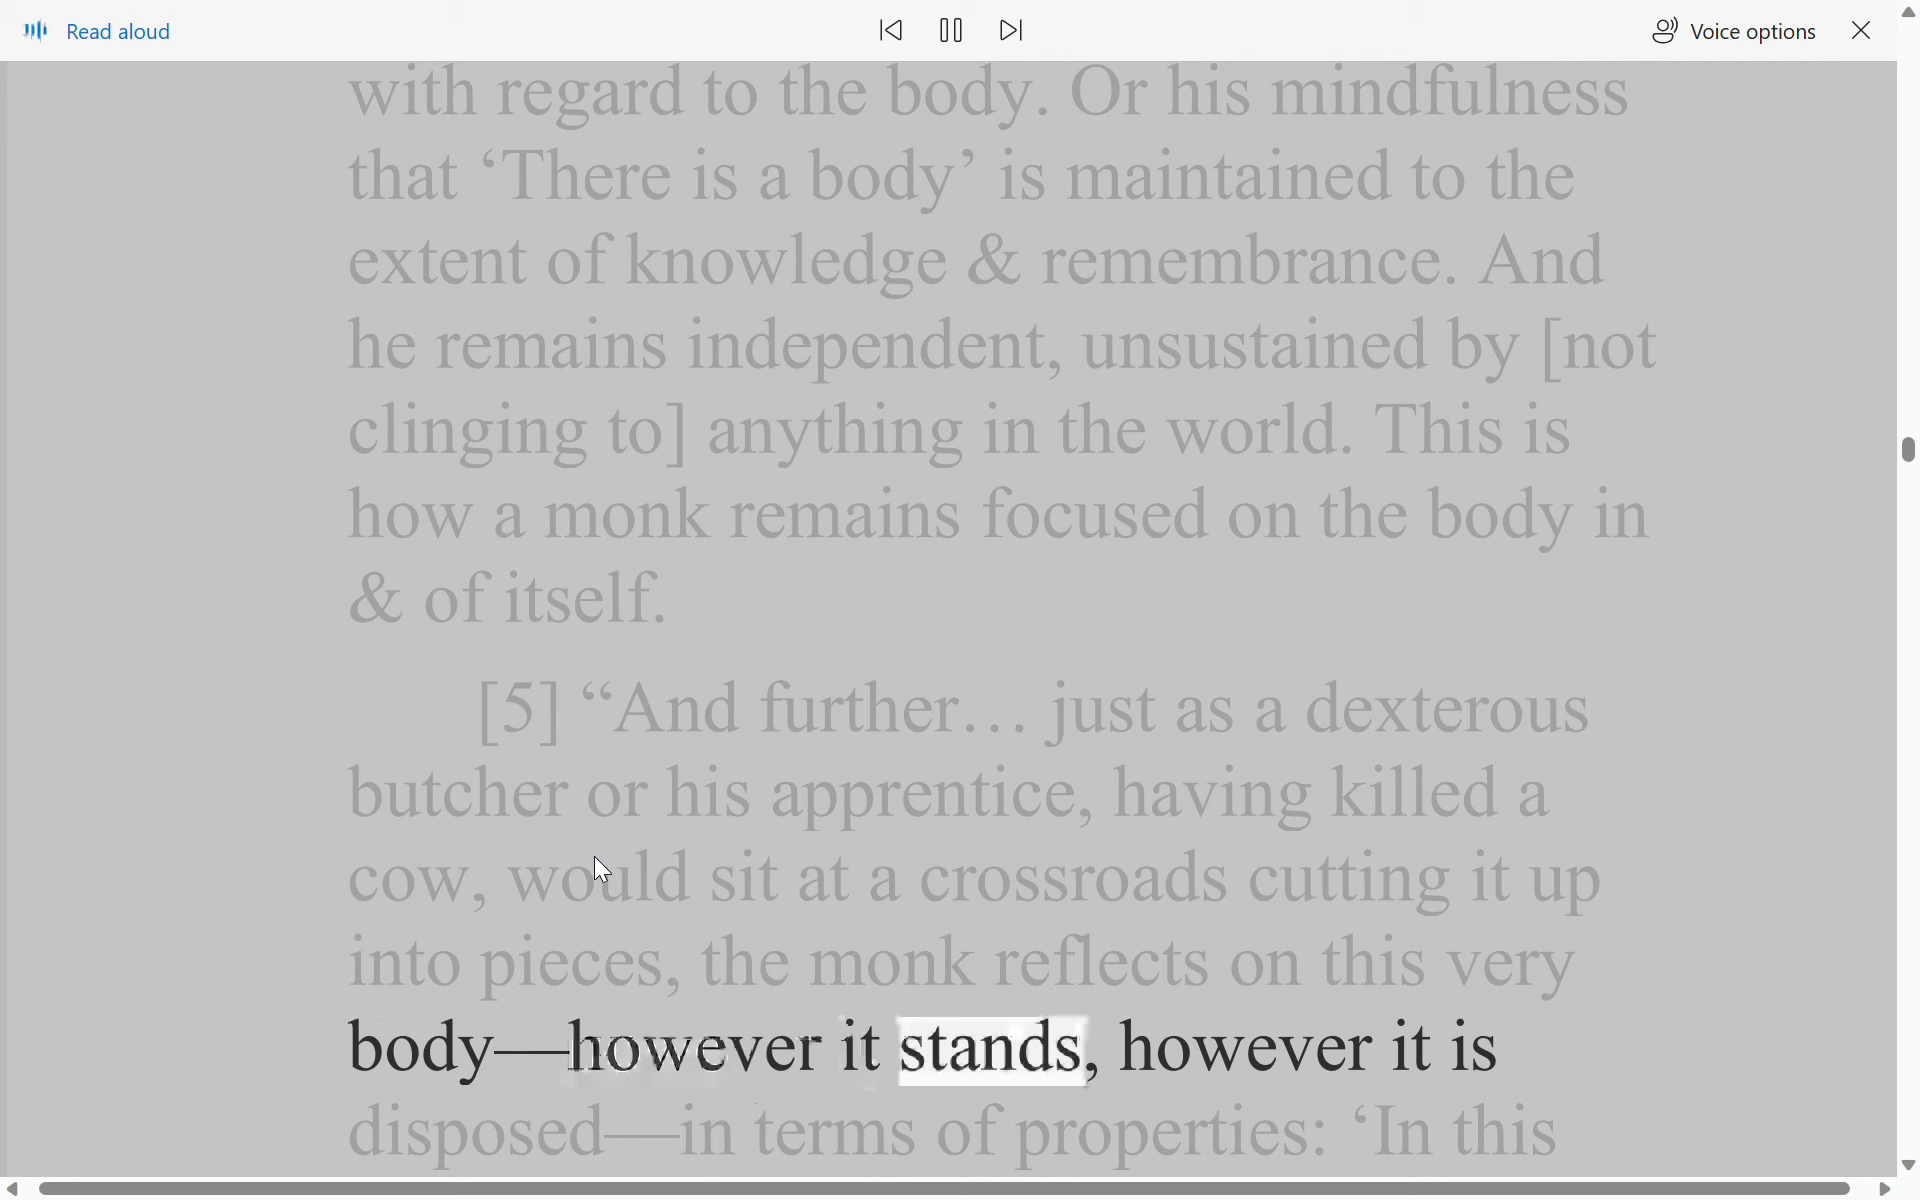 Read aloud
Voice options
with regard to the body. Or his mindfulness
that ‘There is a body’ is maintained to the
extent of knowledge & remembrance. And
he remains independent, unsustained by [not
clinging to] anything in the world. This is
how a monk remains focused on the body in
& of itself.
[5] “And further… just as a dexterous
butcher or his apprentice, having killed a
cow, would sit at a crossroads cutting it up
into pieces, the monk reflects on this very
body—however it stands, however it is
disposed—in terms of properties: ‘In this